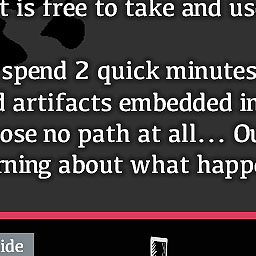 t is free to take and us
spend 2 quick minutes
d artifacts embedded in
ose no path at all... Ou
rning about what happe
ide